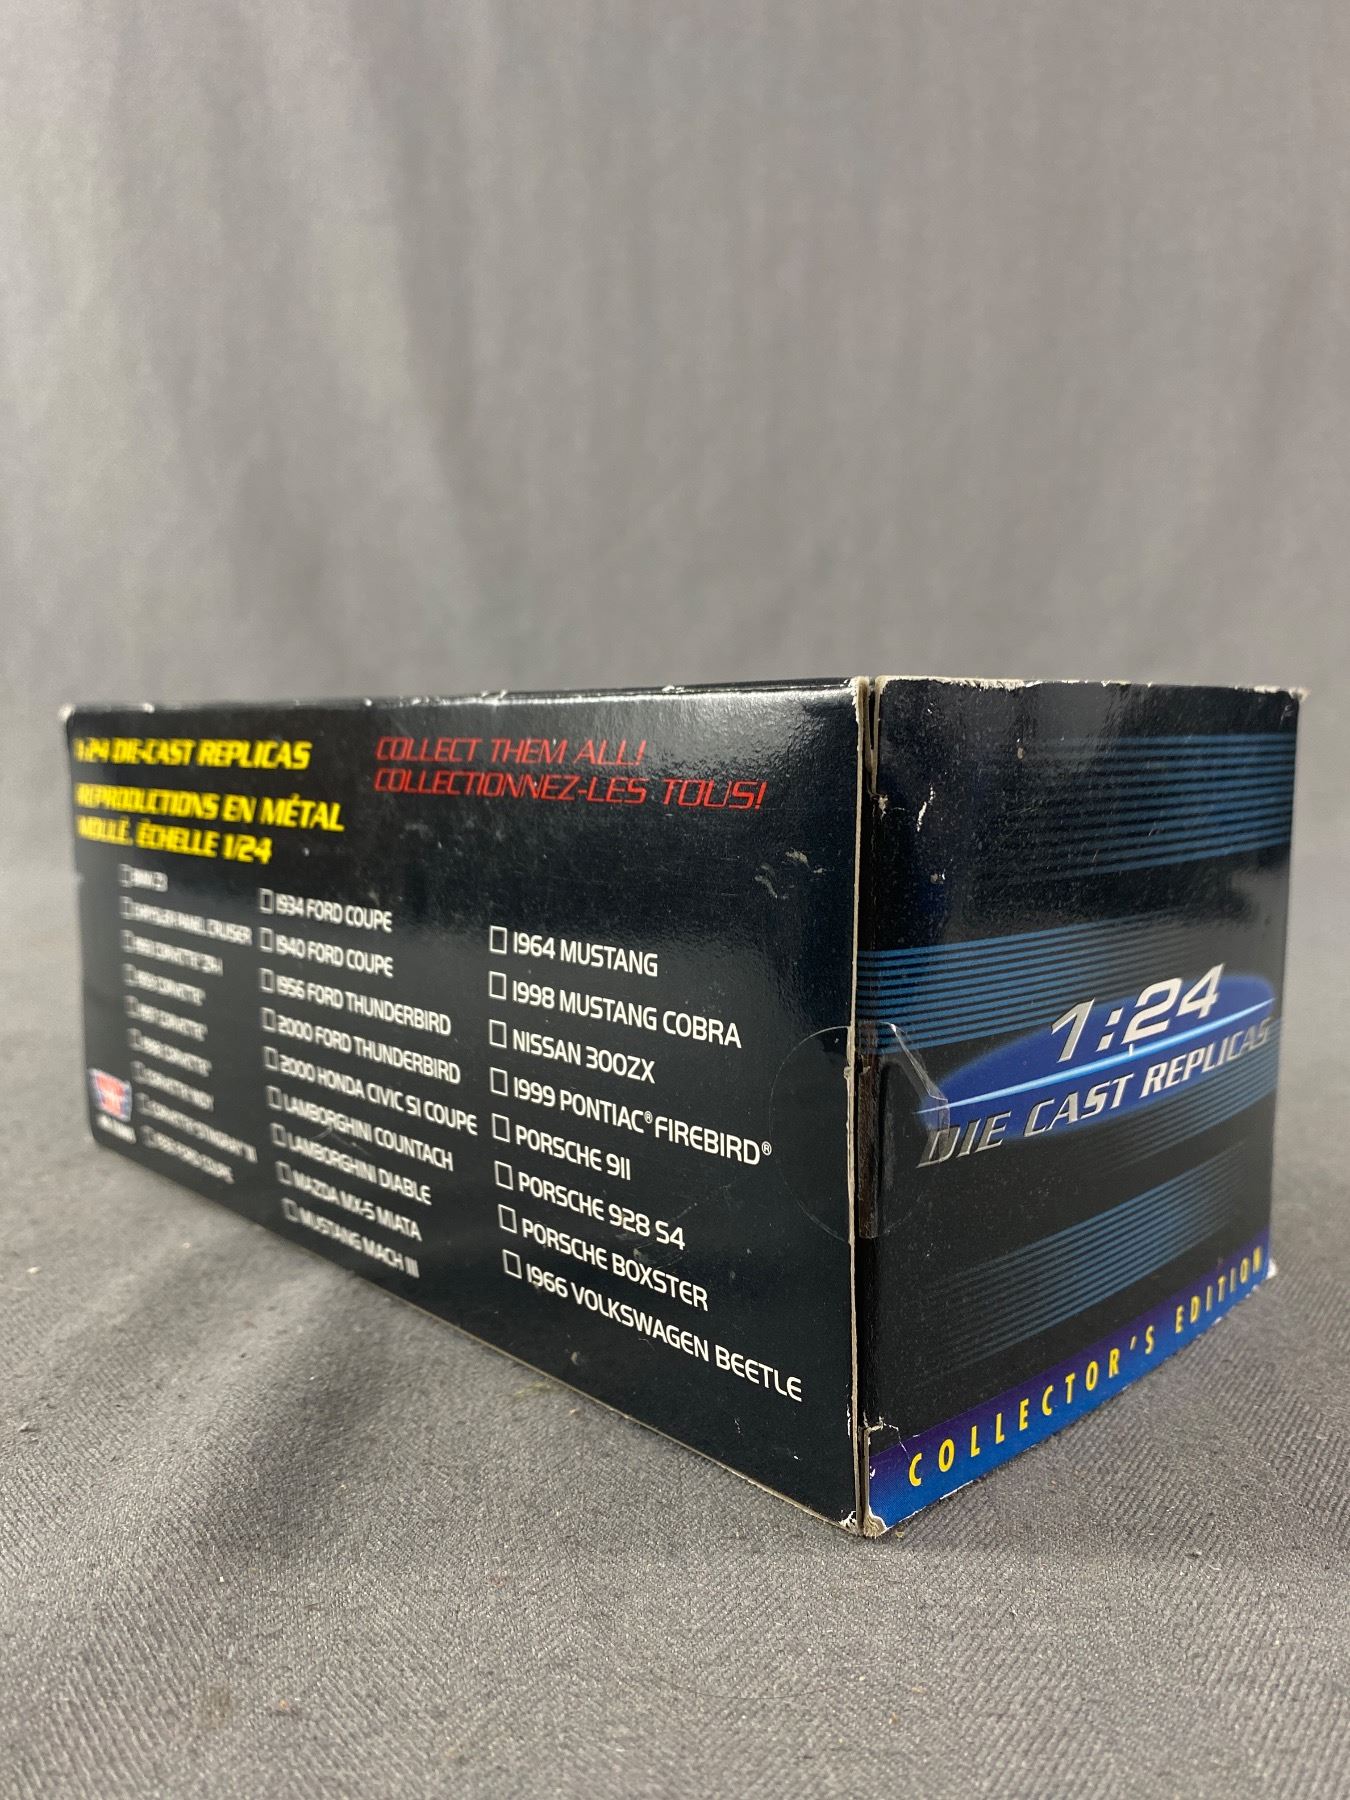 1:24 DIE-CAST REPLICAS
REPRODUCTIONS EN MÉTAL
MOULÉ. ÉCHELLE 1/24
COLLECT THEM ALL!
COLLECTIONNEZ-LES TOUS!
CRUISER
1934 FORD COUPE
1940 FORD COUPE
1956 FORD THUNDERBIRD
2000 FORD THUNDERBIRD
2000 HONDA CIVIC SI COUPE
LAMBORGHINI COUNTACH
LAMBORGHINI DIABLE
MAZDA MX-5 MIATA
MUSTANG MACH III
1964 MUSTANG
1998 MUSTANG COBRA
NISSAN 300ZX
1999 PONTIAC® FIREBIRD®
PORSCHE 911
PORSCHE 928 S4
PORSCHE BOXSTER
1966 VOLKSWAGEN BEETLE
1:24
DIE CAST REPLICAS
COLLECTOR'S EDITION